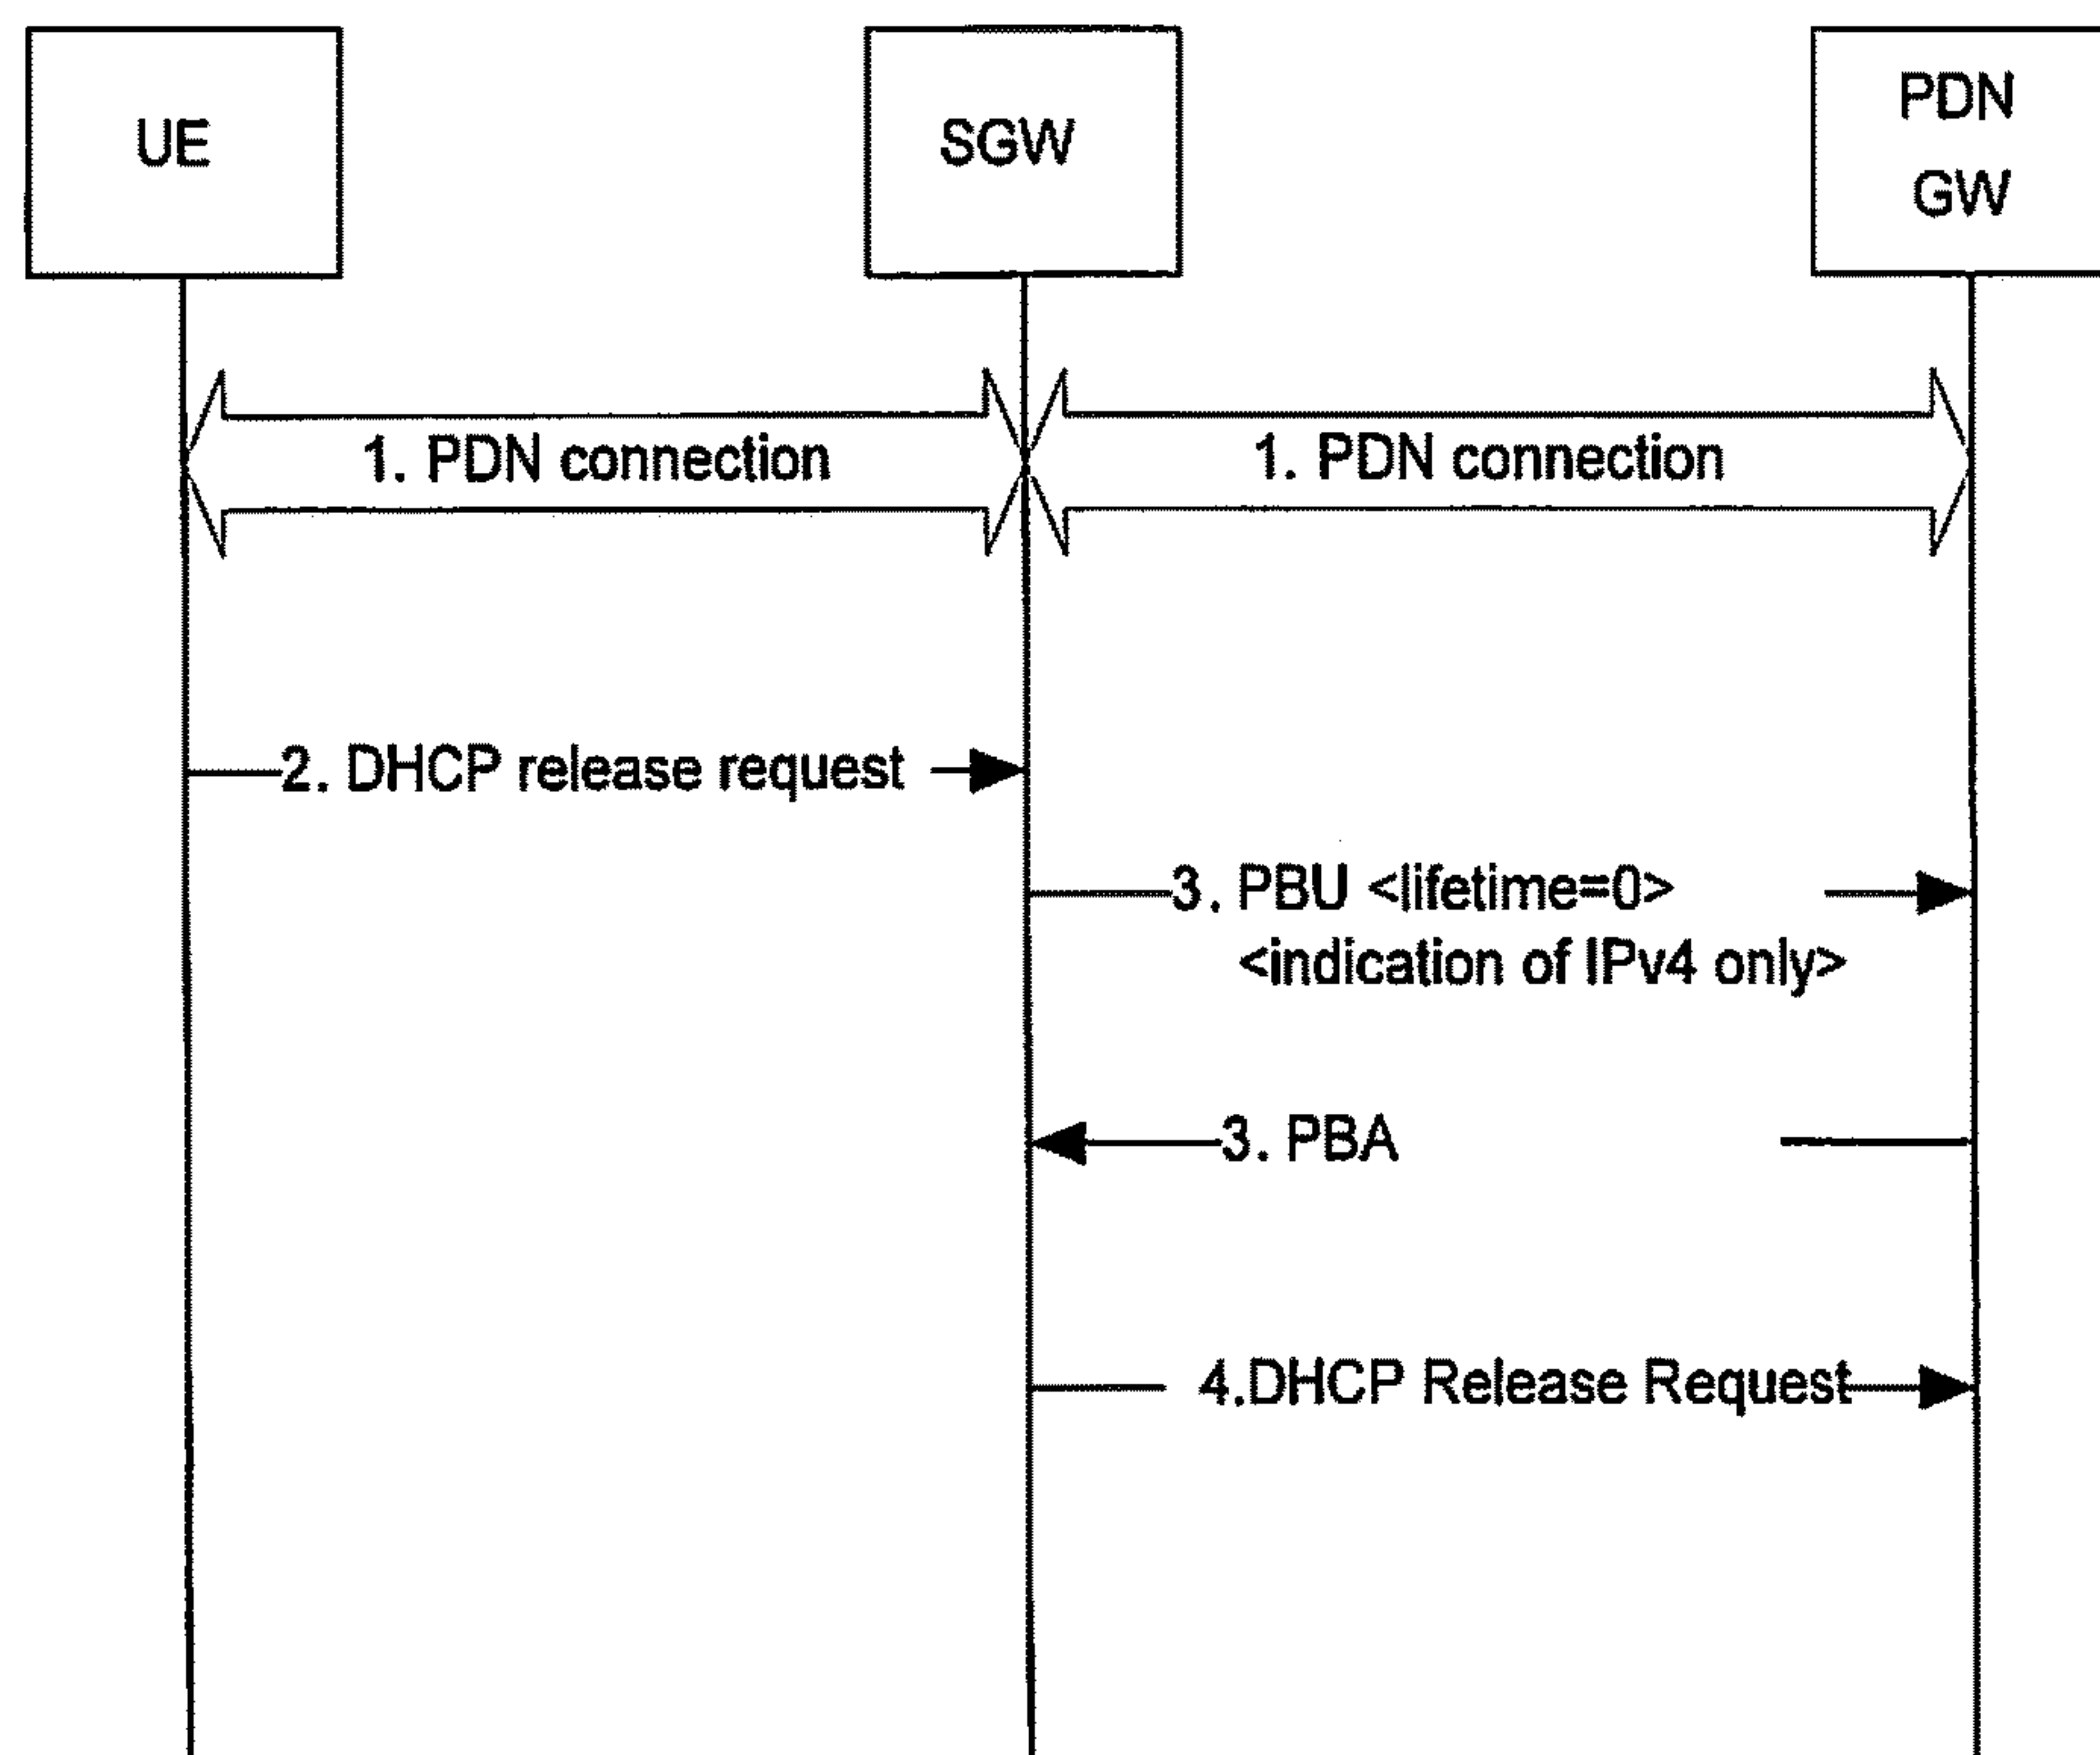 UE
SGW
PDN
GW
1. PDN connection
1. PDN connection
2. DHCP release request
3. PBU <lifetime=0>
<indication of IPv4 only>
3. PBA
4.DHCP Release Request